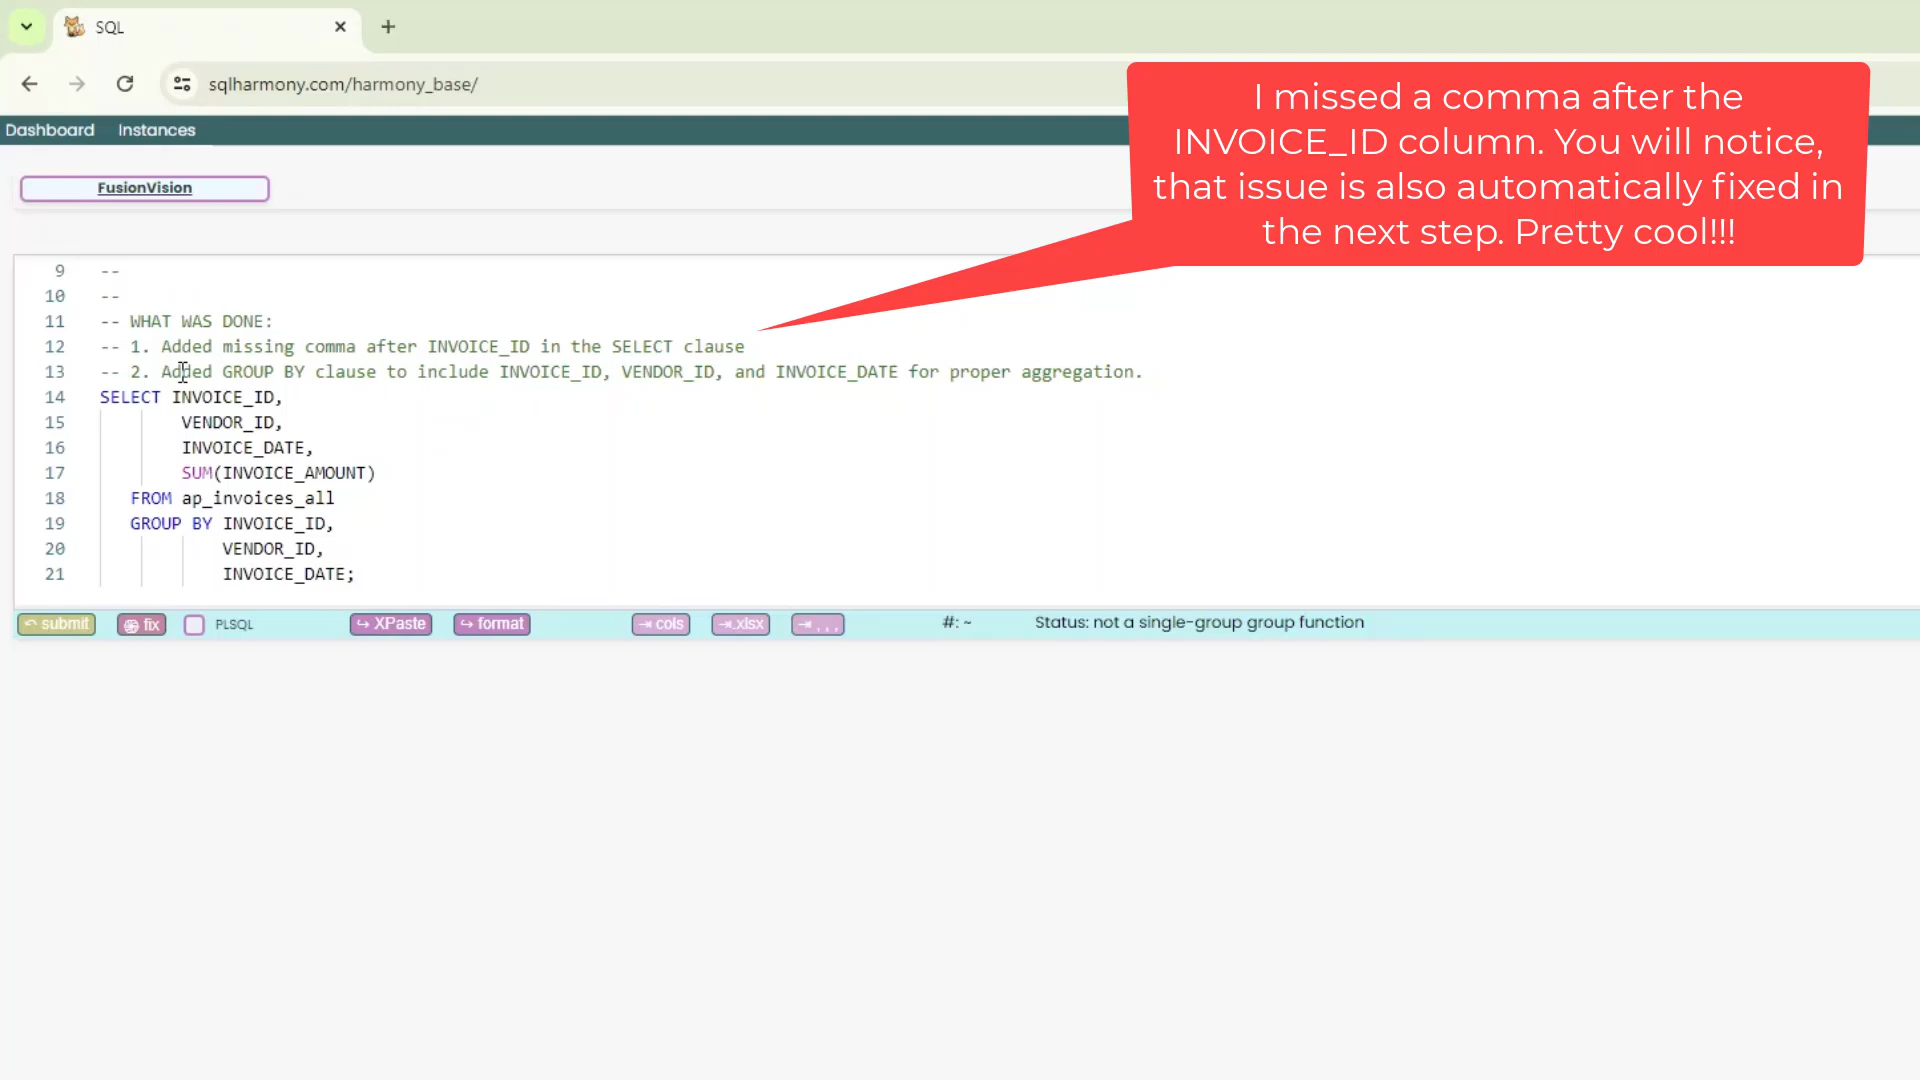 SQL
sqlharmony.com/harmony_base/
Dashboard Instances
I missed a comma after the
INVOICE_ID column. You will notice,
that issue is also automatically fixed in
the next step. Pretty cool!!!
FusionVision
9 --
10 --
11 -- WHAT WAS DONE:
12 -- 1. Added missing comma after INVOICE_ID in the SELECT clause
13 -- 2. Added GROUP BY clause to include INVOICE_ID, VENDOR_ID, and INVOICE_DATE for proper aggregation.
14 SELECT INVOICE_ID,
15 VENDOR_ID,
16 INVOICE_DATE,
17 SUM(INVOICE_AMOUNT)
18 FROM ap_invoices_all
19 GROUP BY INVOICE_ID,
20 VENDOR_ID,
21 INVOICE_DATE;
submit fix PLSQL XPaste format cols .xlsx , , , #: ~ Status: not a single-group group function